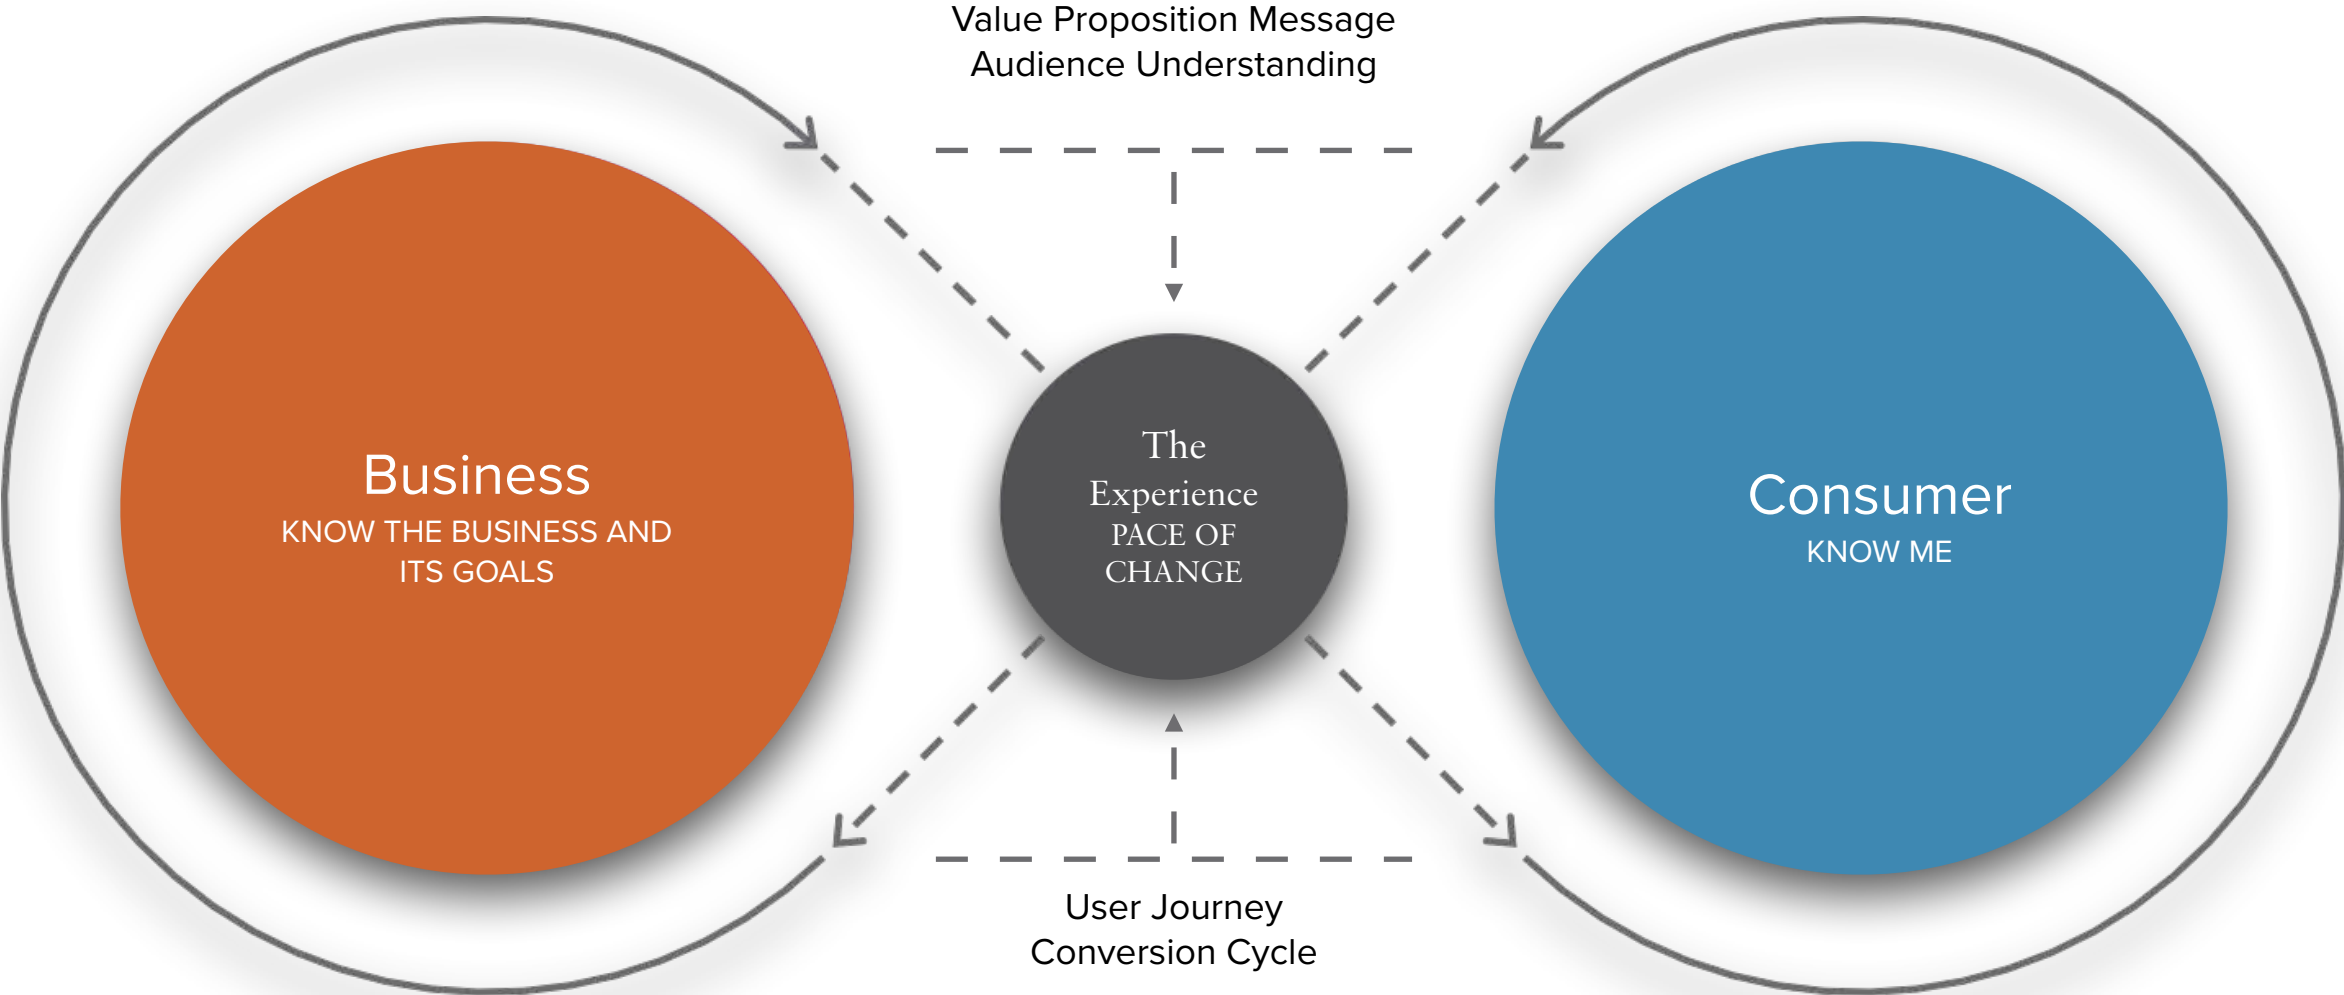 Value Proposition Message
Audience Understanding
Business
KNOW THE BUSINESS AND
ITS GOALS
The
Experience
PACE OF
CHANGE
Consumer
KNOW ME
User Journey
Conversion Cycle